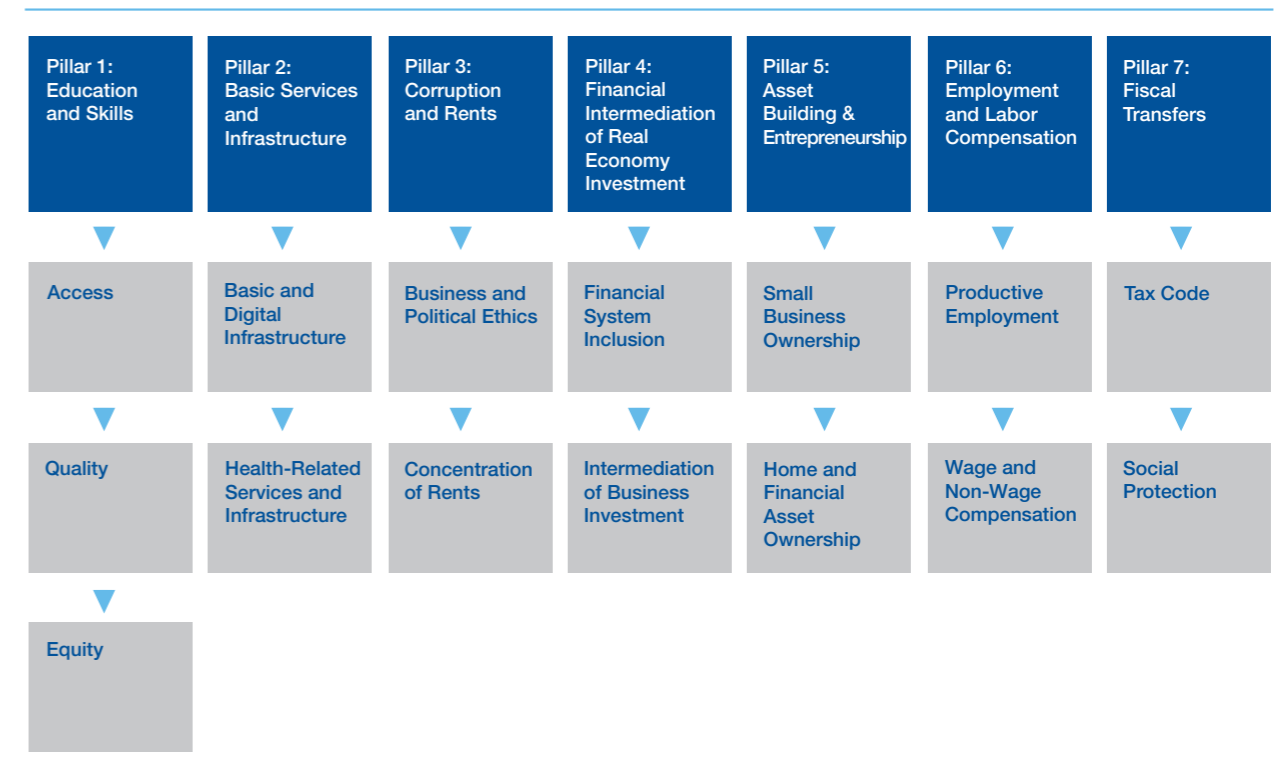 Pillar 1:
Education
and Skills
Pillar 2:
Basic Services
and
Infrastructure
Pillar 3:
Corruption
and Rents
Pillar 4:
Financial
Intermediation
of Real
Economy
Investment
Pillar 5:
Asset
Building &
Entrepreneurship
Pillar 6:
Employment
and Labor
Compensation
Pillar 7:
Fiscal
Transfers
Access
Basic and
Digital
Infrastructure
Business and
Political Ethics
Financial
System
Inclusion
Small
Business
Ownership
Productive
Employment
Tax Code
Quality
Health-Related
Services and
Infrastructure
Concentration
of Rents
Intermediation
of Business
Investment
Home and
Financial
Asset
Ownership
Wage and
Non-Wage
Compensation
Social
Protection
Equity